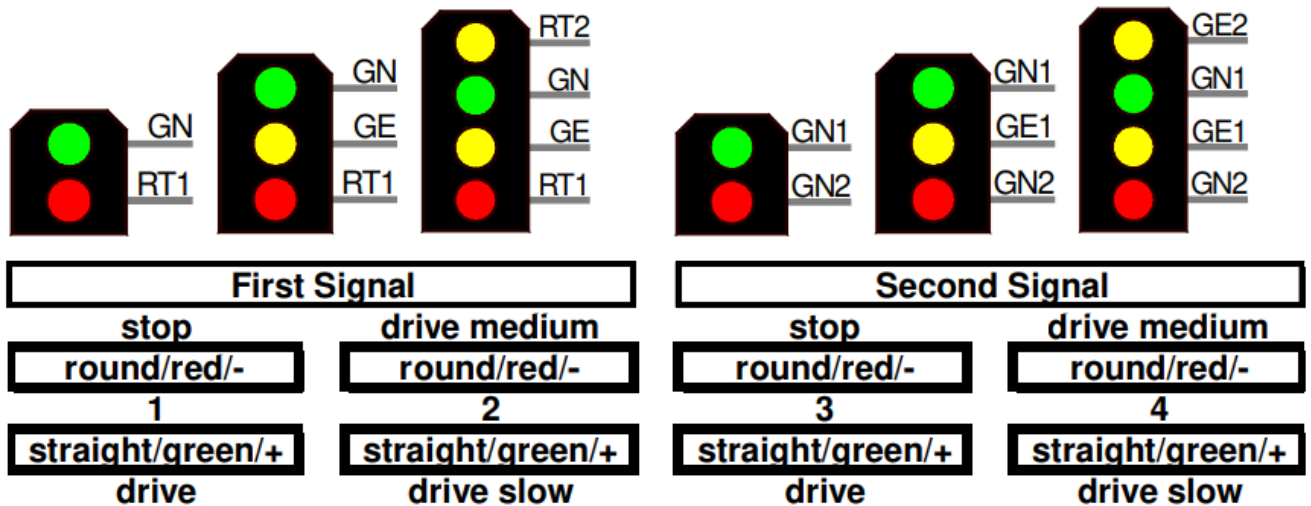 RT2
GE2
GN
GN
GN1
GN1
GN
GE
GE
GN1
GE1
GE1
RT1
RT1
RT1
GN2
GN2
GN2
First Signal
Second Signal
stop
drive medium
stop
drive medium
round/red/-
round/red/-
round/red/-
round/red/-
1
2
3
4
straight/green/+
straight/green/+
straight/green/+
straight/green/+
drive
drive slow
drive
drive slow